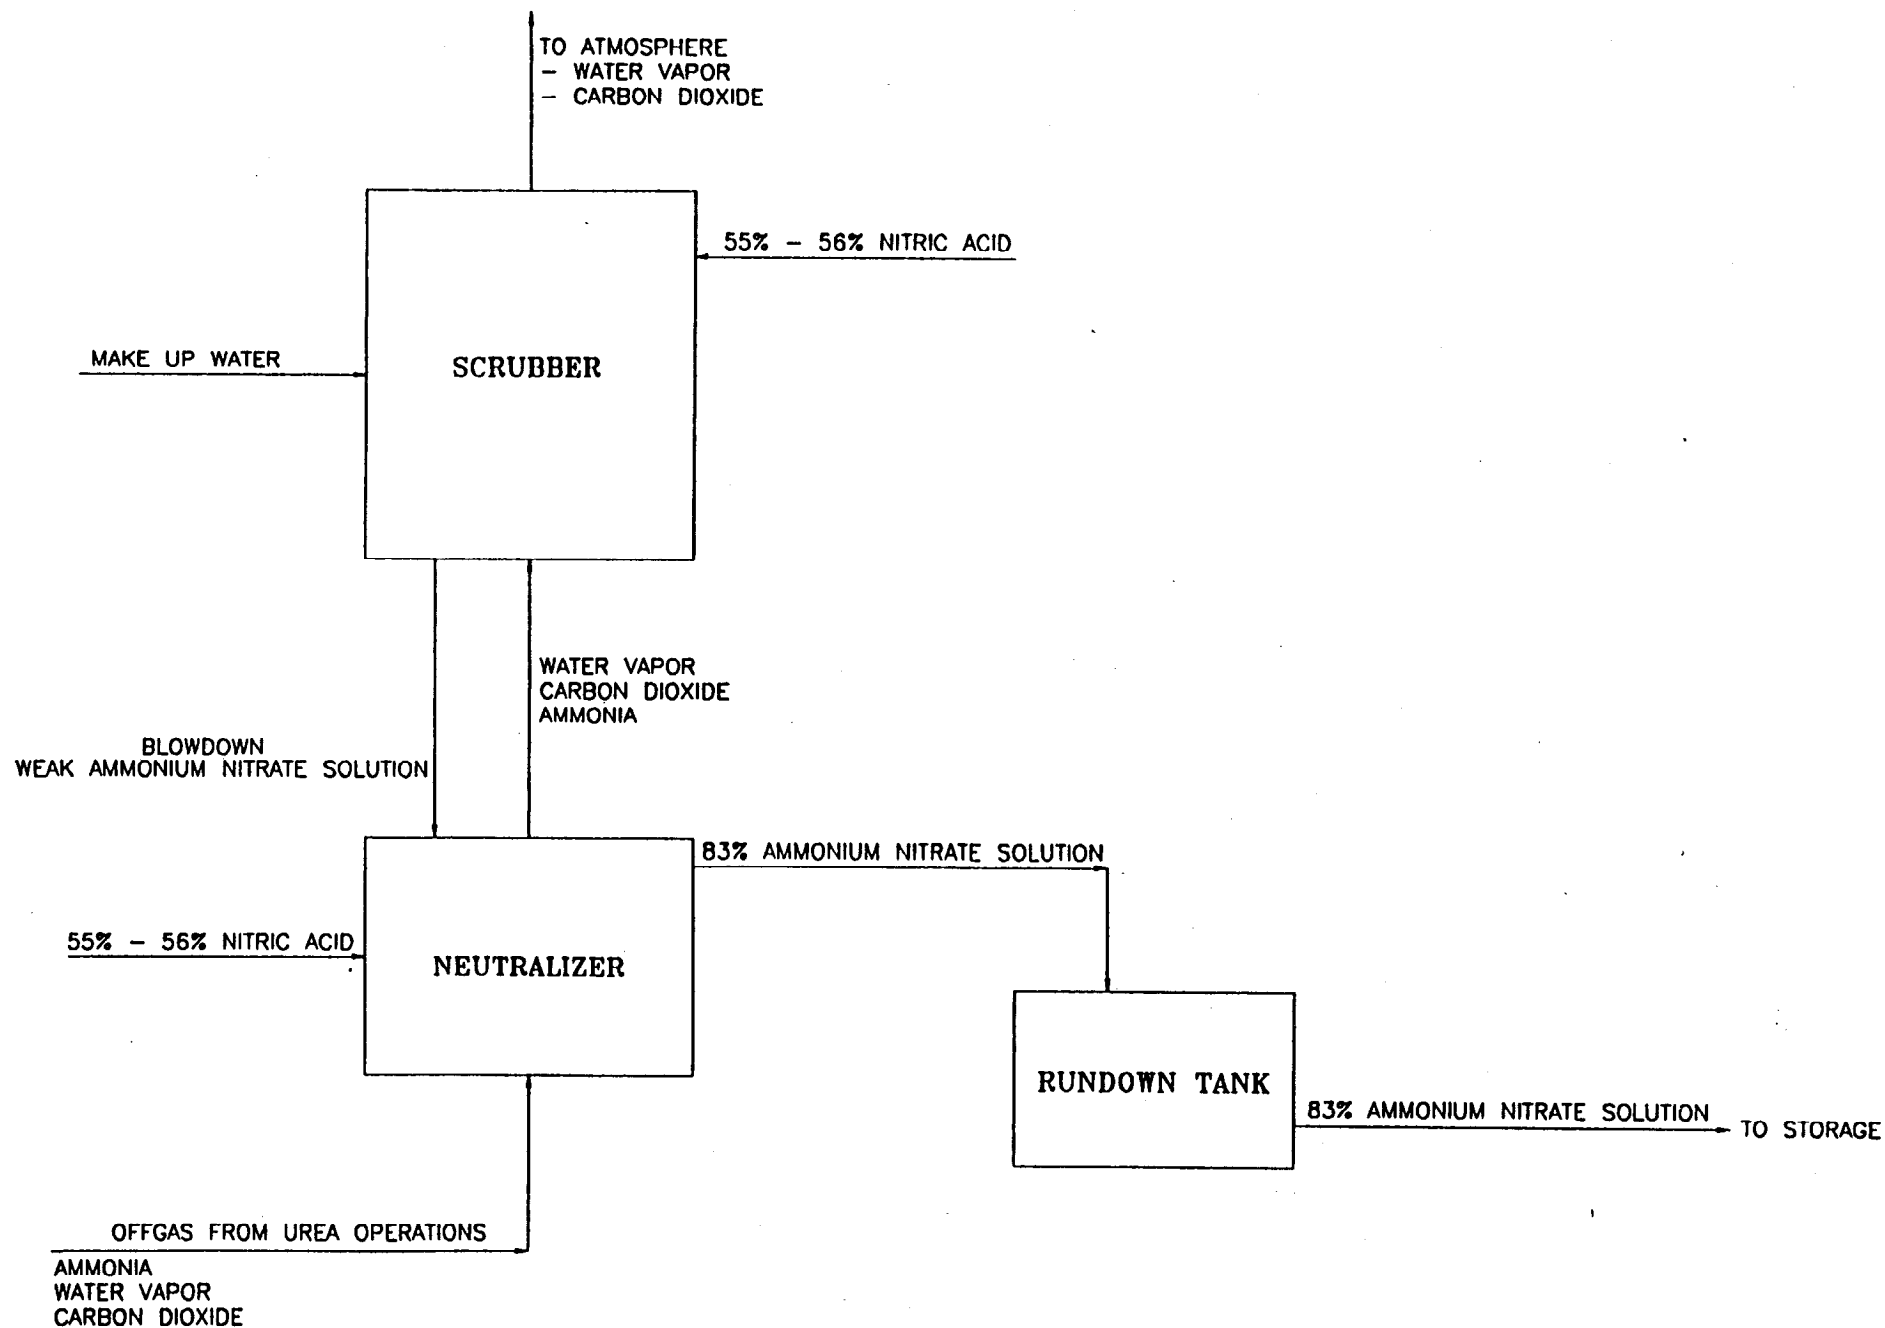 TO ATMOSPHERE
- WATER VAPOR
- CARBON DIOXIDE
55% - 56% NITRIC ACID
MAKE UP WATER
SCRUBBER
WATER VAPOR
CARBON DIOXIDE
AMMONIA
BLOWDOWN
WEAK AMMONIUM NITRATE SOLUTION
83% AMMONIUM NITRATE SOLUTION
55% - 56% NITRIC ACID
NEUTRALIZER
RUNDOWN TANK
83% AMMONIUM NITRATE SOLUTION
TO STORAGE
OFFGAS FROM UREA OPERATIONS
AMMONIA
WATER VAPOR
CARBON DIOXIDE